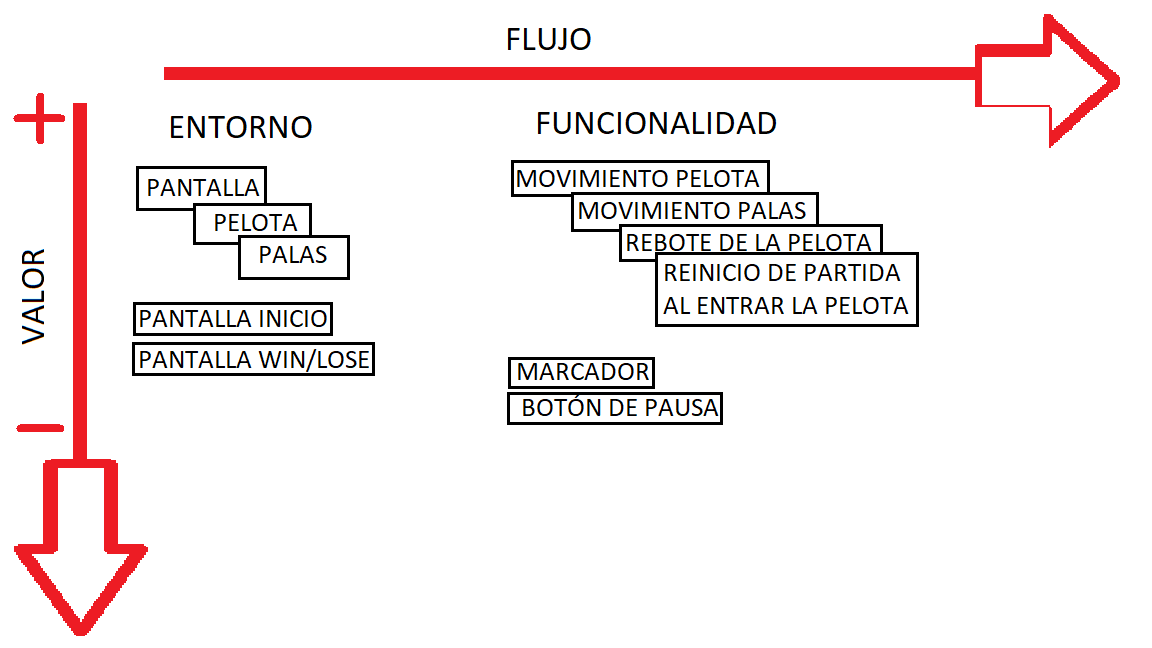 FLUJO
+
ENTORNO
FUNCIONALIDAD
PANTALLA
PELOTA
PALAS
PANTALLA INICIO
PANTALLA WIN/LOSE
MOVIMIENTO PELOTA
MOVIMIENTO PALAS
REBOTE DE LA PELOTA
REINICIO DE PARTIDA
AL ENTRAR LA PELOTA
MARCADOR
BOTÓN DE PAUSA
VALOR
-